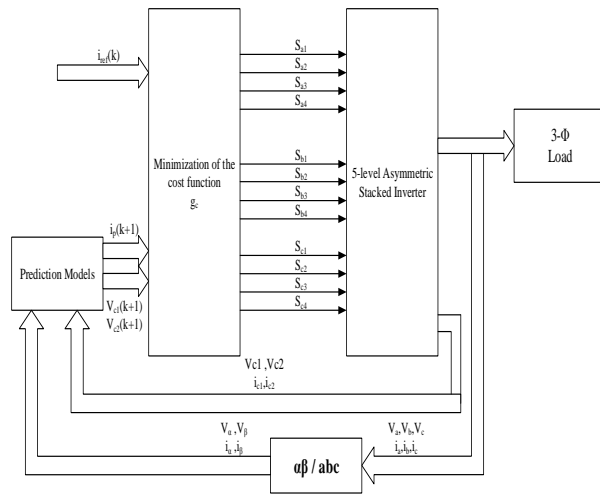 i_ref(k)
S_a1
S_a2
S_a3
S_a4
3-Φ
Load
Minimization of the
cost function
g_c
S_b1
S_b2
S_b3
S_b4
5-level Asymmetric
Stacked Inverter
i_p(k+1)
Prediction Models
V_c1(k+1)
V_c2(k+1)
S_c1
S_c2
S_c3
S_c4
Vc1 ,Vc2
i_c1,i_c2
V_α ,V_β
i_α ,i_β
αβ / abc
V_a,V_b,V_c
i_a,i_b,i_c